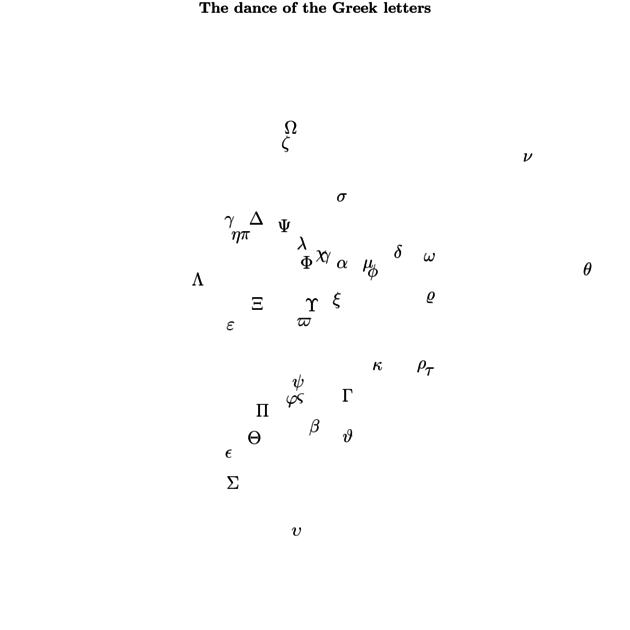 The dance of the Greek letters
Ω
ζ
ν
σ
γ Δ Ψ
ηπ
λ
Φ χγ α μ δ ω
ϕ θ
Λ
Ξ Υ ξ ϱ
ε ϖ
κ ρτ
ψ
φς Γ
Π
β
Θ ϑ
ϵ
Σ
υ